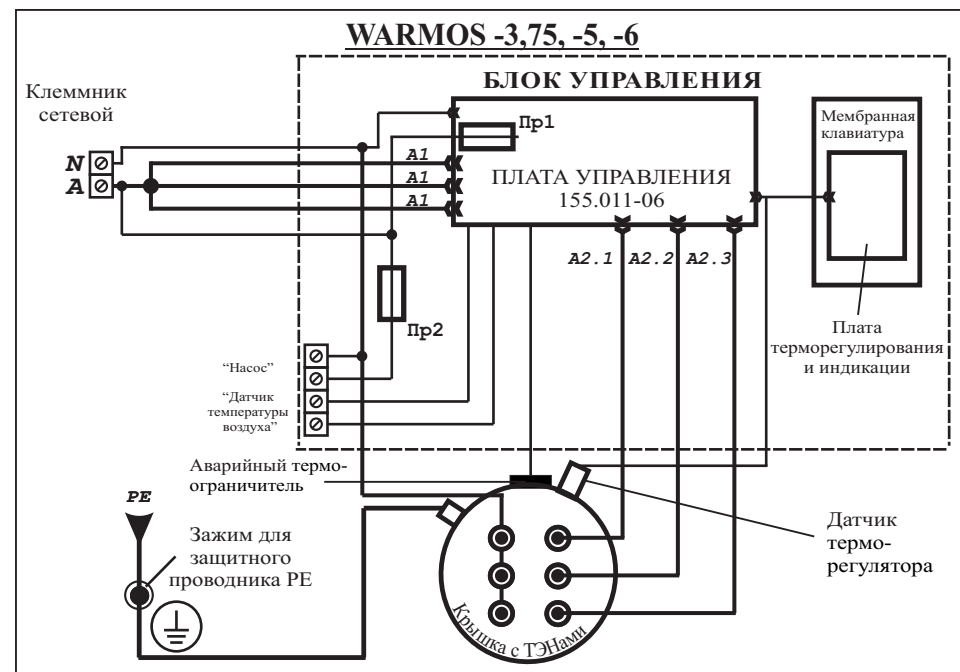 WARMOS -3,75, -5, -6
БЛОК УПРАВЛЕНИЯ
Клеммник
сетевой
N
A
Пр1
A1
A1
A1
ПЛАТА УПРАВЛЕНИЯ
155.011-06
Мембранная
клавиатура
A2.1
A2.2
A2.3
Пр2
Плата
терморегулирования
и индикации
“Насос”
“Датчик
температуры
воздуха”
Аварийный термо-
ограничитель
PE
Зажим для
защитного
проводника PE
Датчик
термо-
регулятора
Крышка с ТЭНами